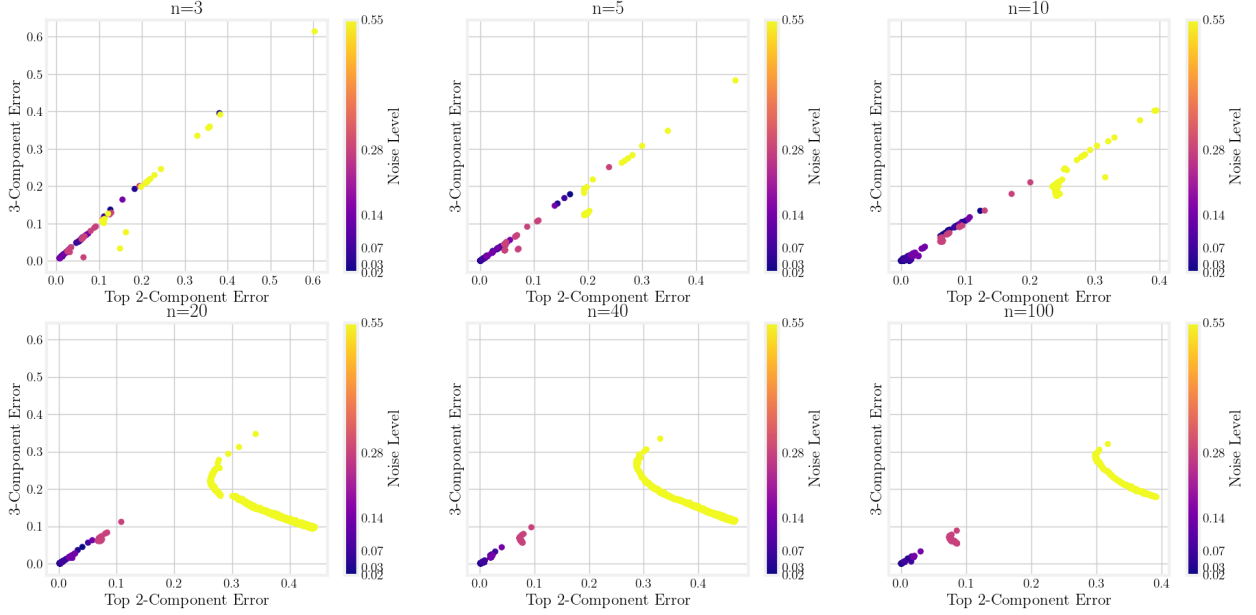 n=3
n=5
n=10
3-Component Error
0.6
0.5
0.4
0.3
0.2
0.1
0.0
0.0 0.1 0.2 0.3 0.4 0.5 0.6
Top 2-Component Error
0.55
0.28
0.14
0.07
0.03
0.02
Noise Level
3-Component Error
0.0 0.1 0.2 0.3 0.4
Top 2-Component Error
0.55
0.28
0.14
0.07
0.03
0.02
Noise Level
3-Component Error
0.0 0.1 0.2 0.3 0.4
Top 2-Component Error
0.55
0.28
0.14
0.07
0.03
0.02
Noise Level
n=20
n=40
n=100
3-Component Error
0.6
0.5
0.4
0.3
0.2
0.1
0.0
0.0 0.1 0.2 0.3 0.4
Top 2-Component Error
0.55
0.28
0.14
0.07
0.03
0.02
Noise Level
3-Component Error
0.0 0.1 0.2 0.3 0.4
Top 2-Component Error
0.55
0.28
0.14
0.07
0.03
0.02
Noise Level
3-Component Error
0.0 0.1 0.2 0.3 0.4
Top 2-Component Error
0.55
0.28
0.14
0.07
0.03
0.02
Noise Level